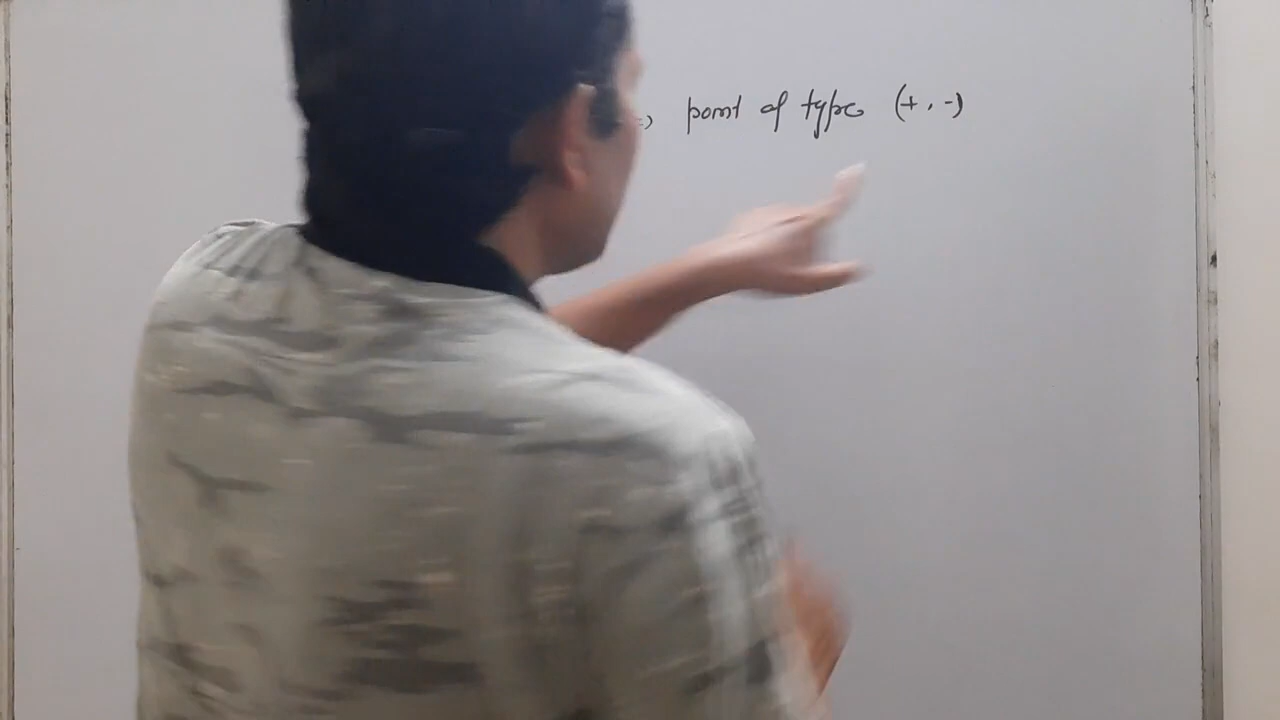 => point of type (+, -)